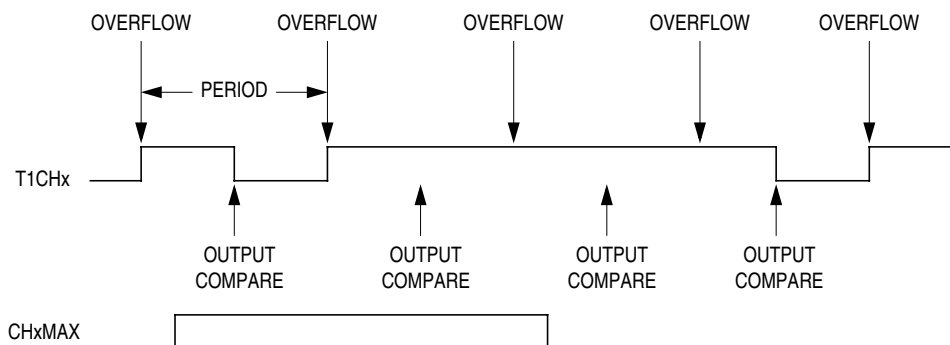 OVERFLOW OVERFLOW OVERFLOW OVERFLOW OVERFLOW
PERIOD
T1CHx
OUTPUT COMPARE
OUTPUT COMPARE
OUTPUT COMPARE
OUTPUT COMPARE
CHxMAX